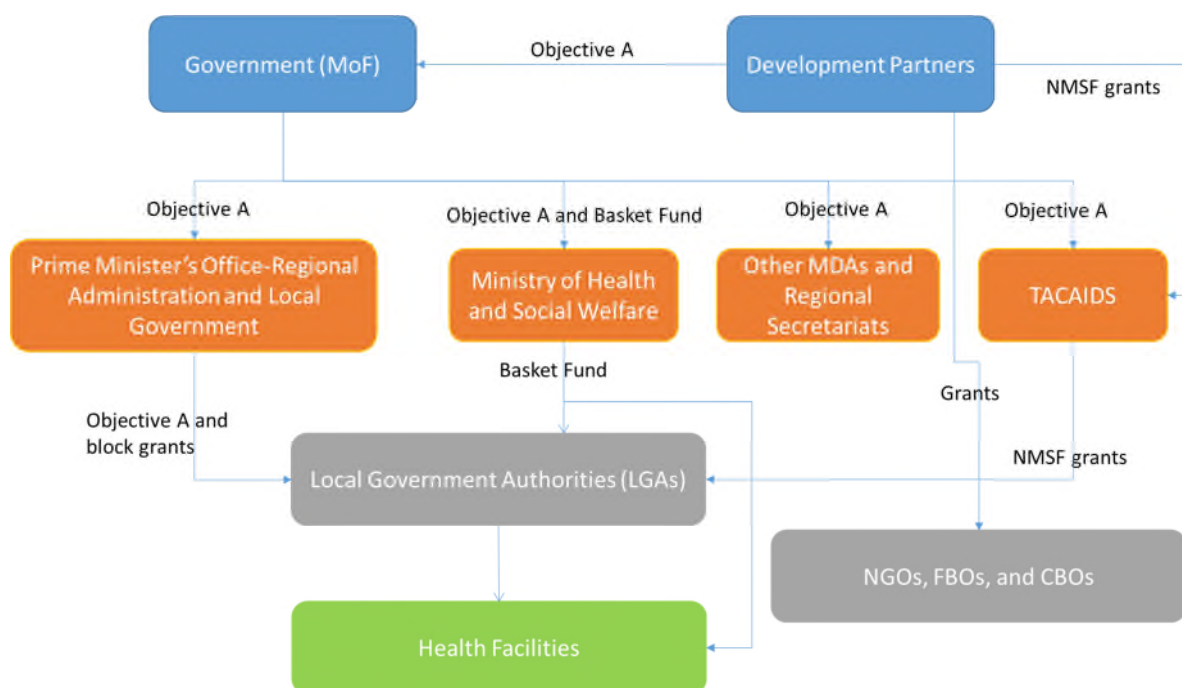 Government (MoF)
Objective A
Development Partners
NMSF grants
Objective A
Objective A and Basket Fund
Objective A
Objective A
Prime Minister's Office-Regional
Administration and Local
Government
Ministry of Health
and Social Welfare
Other MDAs and
Regional
Secretariats
TACAIDS
Basket Fund
Grants
Objective A and
block grants
NMSF grants
Local Government Authorities (LGAs)
NGOs, FBOs, and CBOs
Health Facilities